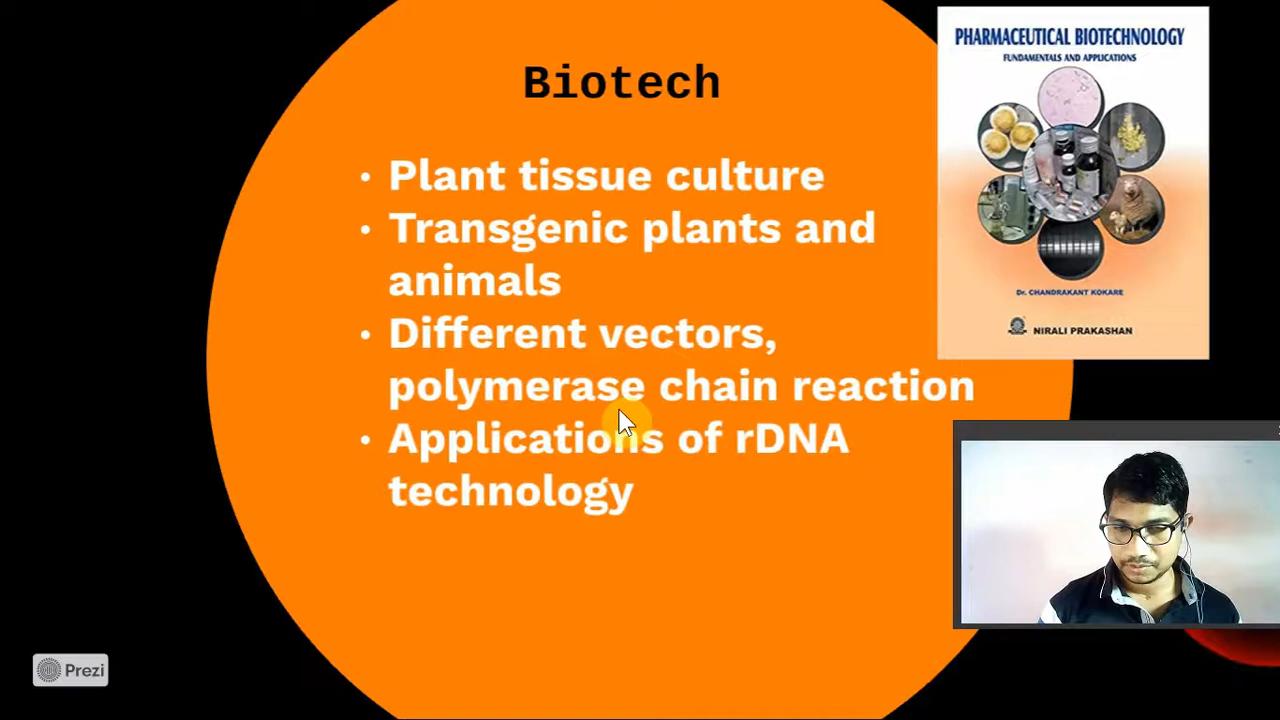 Biotech
• Plant tissue culture
• Transgenic plants and
animals
• Different vectors,
polymerase chain reaction
• Applications of rDNA
technology
PHARMACEUTICAL BIOTECHNOLOGY
FUNDAMENTALS AND APPLICATIONS
Dr. CHANDRAKANT KOKARE
NIRALI PRAKASHAN
Prezi